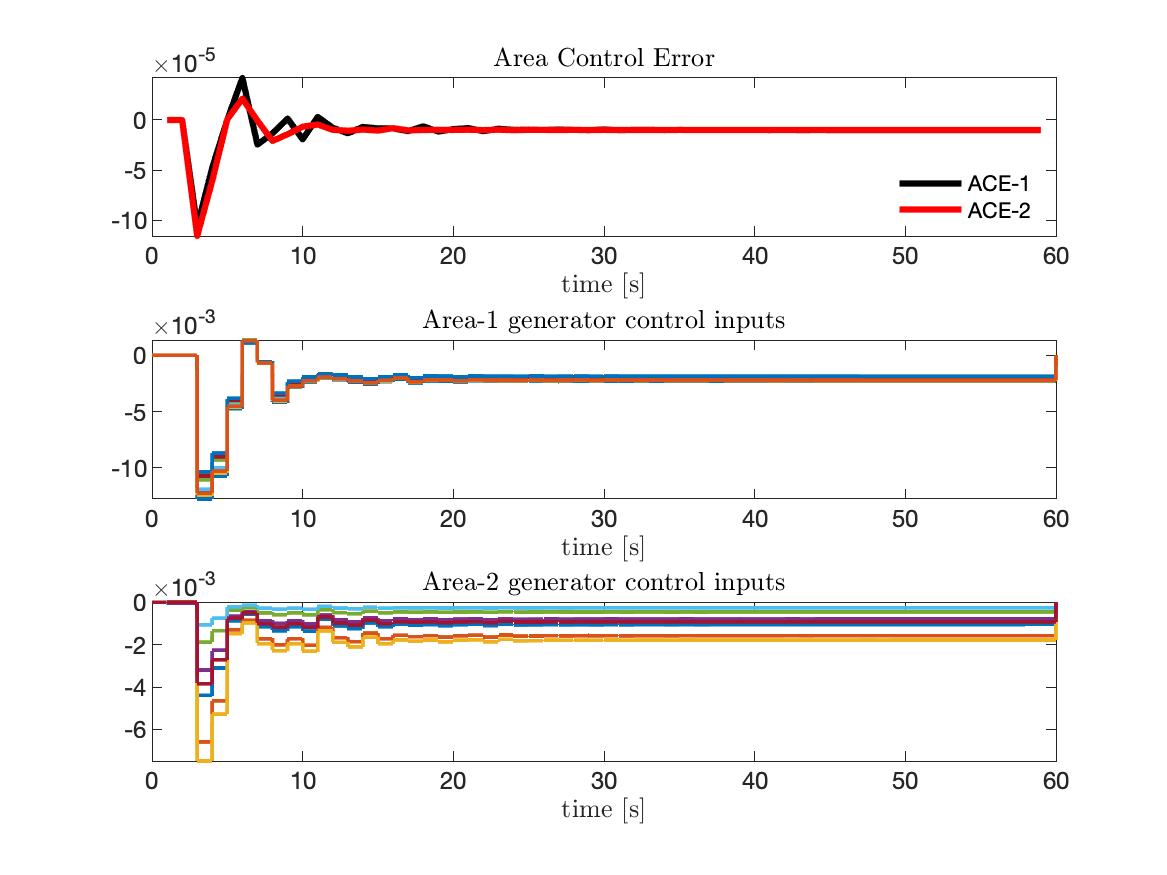 Area Control Error
×10-5
0
-5
-10
ACE-1
ACE-2
0 10 20 30 40 50 60
time [s]
Area-1 generator control inputs
×10-3
0
-5
-10
0 10 20 30 40 50 60
time [s]
Area-2 generator control inputs
×10-3
0
-2
-4
-6
0 10 20 30 40 50 60
time [s]